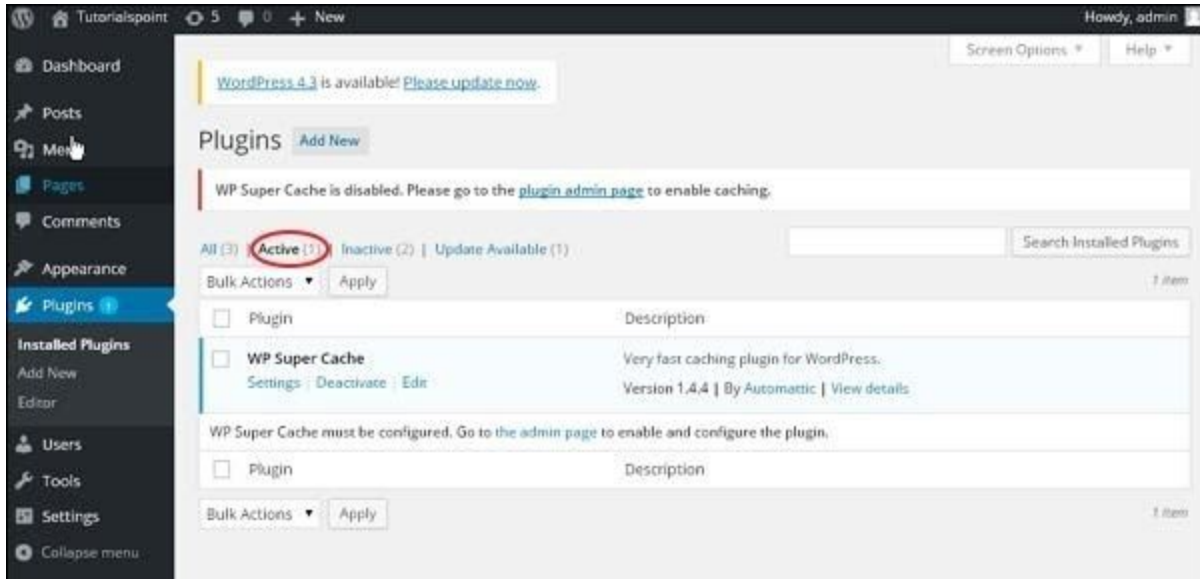 Tutorialspoint 5 0 + New Howdy, admin
Dashboard
Posts
Pages
Comments
Appearance
Plugins 1
Installed Plugins
Add New
Editor
Users
Tools
Settings
Collapse menu
Screen Options ▼ Help ▼
WordPress 4.3 is available! Please update now.
Plugins Add New
WP Super Cache is disabled. Please go to the plugin admin page to enable caching.
All (3) | Active (1) | Inactive (2) | Update Available (1)
Search Installed Plugins
Bulk Actions ▼ Apply
1 item
Plugin Description
WP Super Cache Very fast caching plugin for WordPress.
Settings | Deactivate | Edit Version 1.4.4 | By Automattic | View details
WP Super Cache must be configured. Go to the admin page to enable and configure the plugin.
Plugin Description
Bulk Actions ▼ Apply
1 item